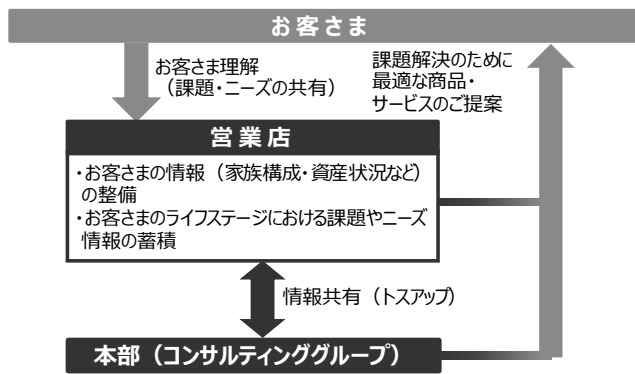 お客さま
お客さま理解
（課題・ニーズの共有）
課題解決のために
最適な商品・
サービスのご提案
営業店
・お客さまの情報（家族構成・資産状況など）
の整備
・お客さまのライフステージにおける課題やニーズ
情報の蓄積
情報共有（トスアップ）
本部（コンサルティンググループ）